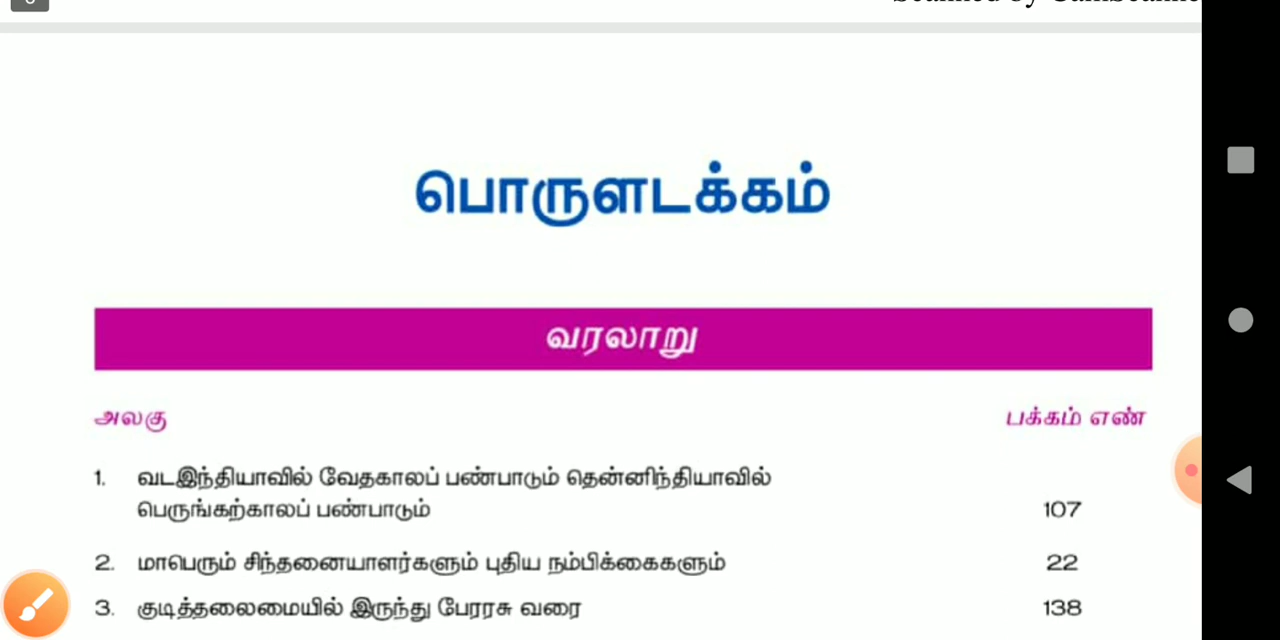 பொருளடக்கம்
வரலாறு
அலகு பக்கம் எண்
1. வடஇந்தியாவில் வேதகாலப் பண்பாடும் தென்னிந்தியாவில்
பெருங்கற்காலப் பண்பாடும் 107
2. மாபெரும் சிந்தனையாளர்களும் புதிய நம்பிக்கைகளும் 22
3. குடித்தலைமையில் இருந்து பேரரசு வரை 138